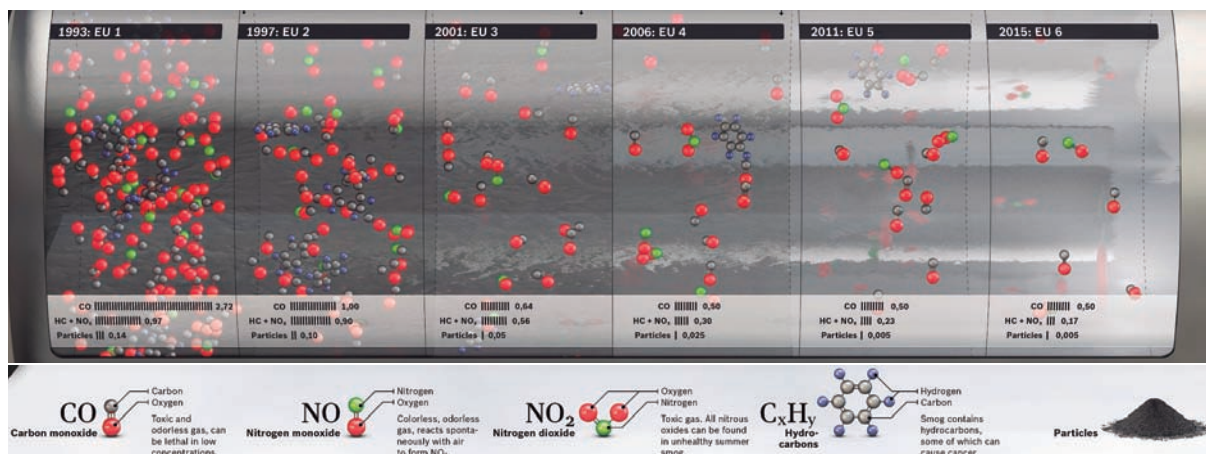 1993: EU 1
1997: EU 2
2001: EU 3
2006: EU 4
2011: EU 5
2015: EU 6
CO 2,72
HC + NOx 0,97
Particles 0,14
CO 1,00
HC + NOx 0,90
Particles 0,10
CO 0,64
HC + NOx 0,56
Particles 0,05
CO 0,50
HC + NOx 0,30
Particles 0,025
CO 0,50
HC + NOx 0,23
Particles 0,005
CO 0,50
HC + NOx 0,17
Particles 0,005
CO
Carbon monoxide
Carbon
Oxygen
Toxic and
odorless gas, can
be lethal in low
concentrations
NO
Nitrogen monoxide
Nitrogen
Oxygen
Colorless, odorless
gas, reacts sponta-
neously with air
to form NO₂
NO₂
Nitrogen dioxide
Oxygen
Nitrogen
Toxic gas. All nitrous
oxides can be found
in unhealthy summer
smog
CxHy
Hydro-
carbons
Hydrogen
Carbon
Smog contains
hydrocarbons,
some of which can
cause cancer
Particles